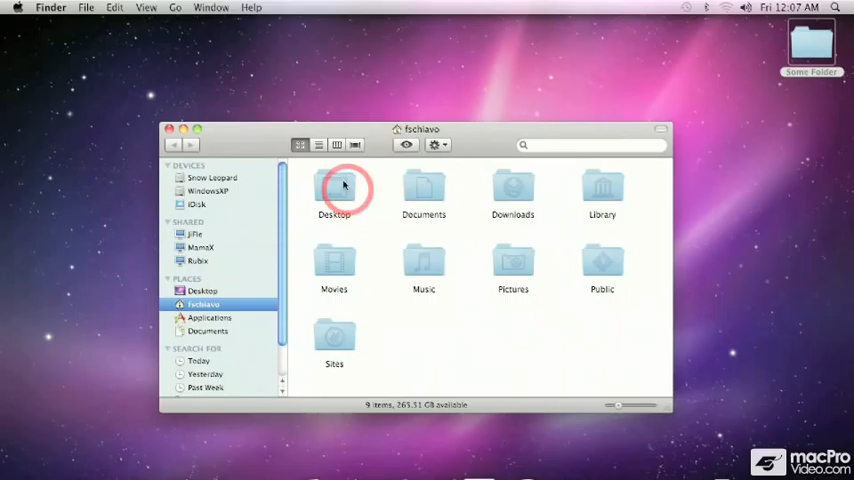 Finder File Edit View Go Window Help Fri 12:07 AM
Some Folder
fschiavo
DEVICES
Snow Leopard
WindowsXP
iDisk
SHARED
JiFie
MamaX
Rubix
PLACES
Desktop
fschiavo
Applications
Documents
SEARCH FOR
Today
Yesterday
Past Week
Desktop Documents Downloads Library
Movies Music Pictures Public
Sites
9 items, 265.51 GB available
macPro
Video.com